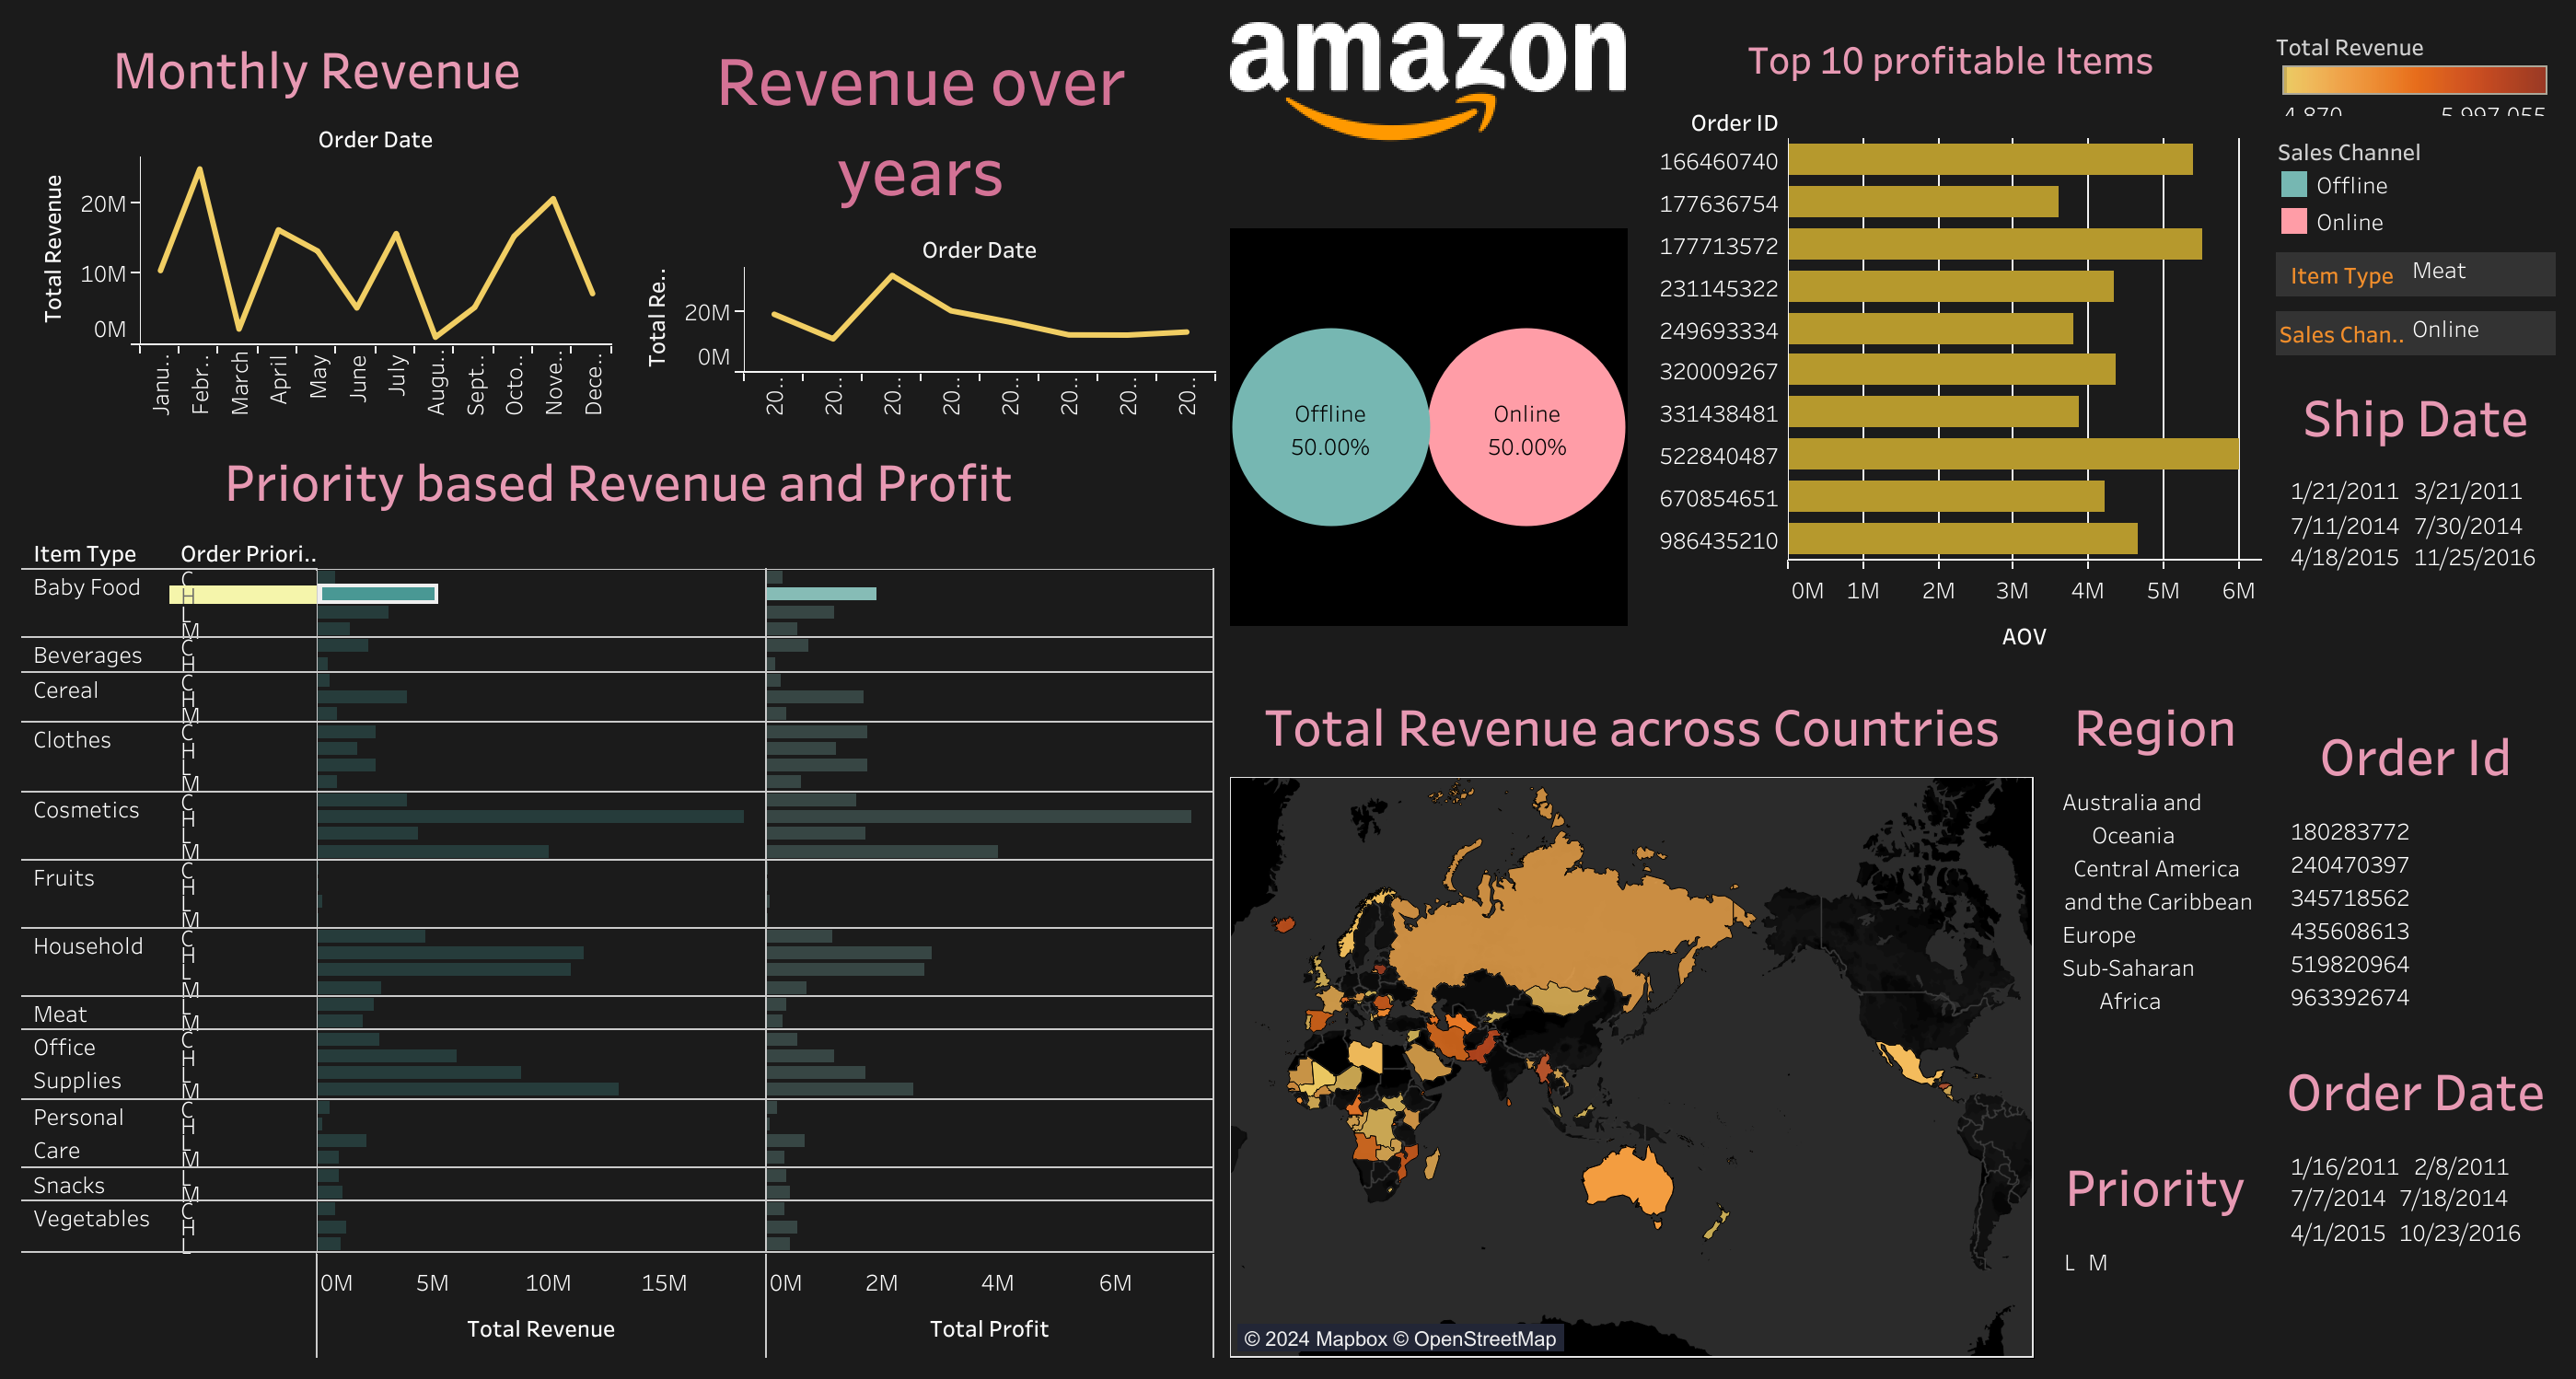 Monthly Revenue
Order Date
Total Revenue
20M
10M
0M
Janu..
Febr..
March
April
May
June
July
Augu..
Sept..
Octo..
Nove..
Dece..
Revenue over
years
Order Date
Total Re..
20M
0M
20..
20..
20..
20..
20..
20..
20..
20..
amazon
Offline
50.00%
Online
50.00%
Top 10 profitable Items
Order ID
166460740
177636754
177713572
231145322
249693334
320009267
331438481
522840487
670854651
986435210
0M 1M 2M 3M 4M 5M 6M
AOV
Total Revenue
4,870 5,997,055
Sales Channel
Offline
Online
Item Type Meat
Sales Chan.. Online
Ship Date
1/21/2011 3/21/2011
7/11/2014 7/30/2014
4/18/2015 11/25/2016
Priority based Revenue and Profit
Item Type Order Priori..
Baby Food
C
H
L
M
Beverages
C
H
Cereal
C
H
M
Clothes
C
H
L
M
Cosmetics
C
H
L
M
Fruits
C
H
L
M
Household
C
H
L
M
Meat
L
M
Office
Supplies
C
H
L
M
Personal
Care
C
H
L
M
Snacks
L
M
Vegetables
C
H
L
0M 5M 10M 15M
Total Revenue
0M 2M 4M 6M
Total Profit
Total Revenue across Countries
© 2024 Mapbox © OpenStreetMap
Region
Australia and
Oceania
Central America
and the Caribbean
Europe
Sub-Saharan
Africa
Priority
L M
Order Id
180283772
240470397
345718562
435608613
519820964
963392674
Order Date
1/16/2011 2/8/2011
7/7/2014 7/18/2014
4/1/2015 10/23/2016